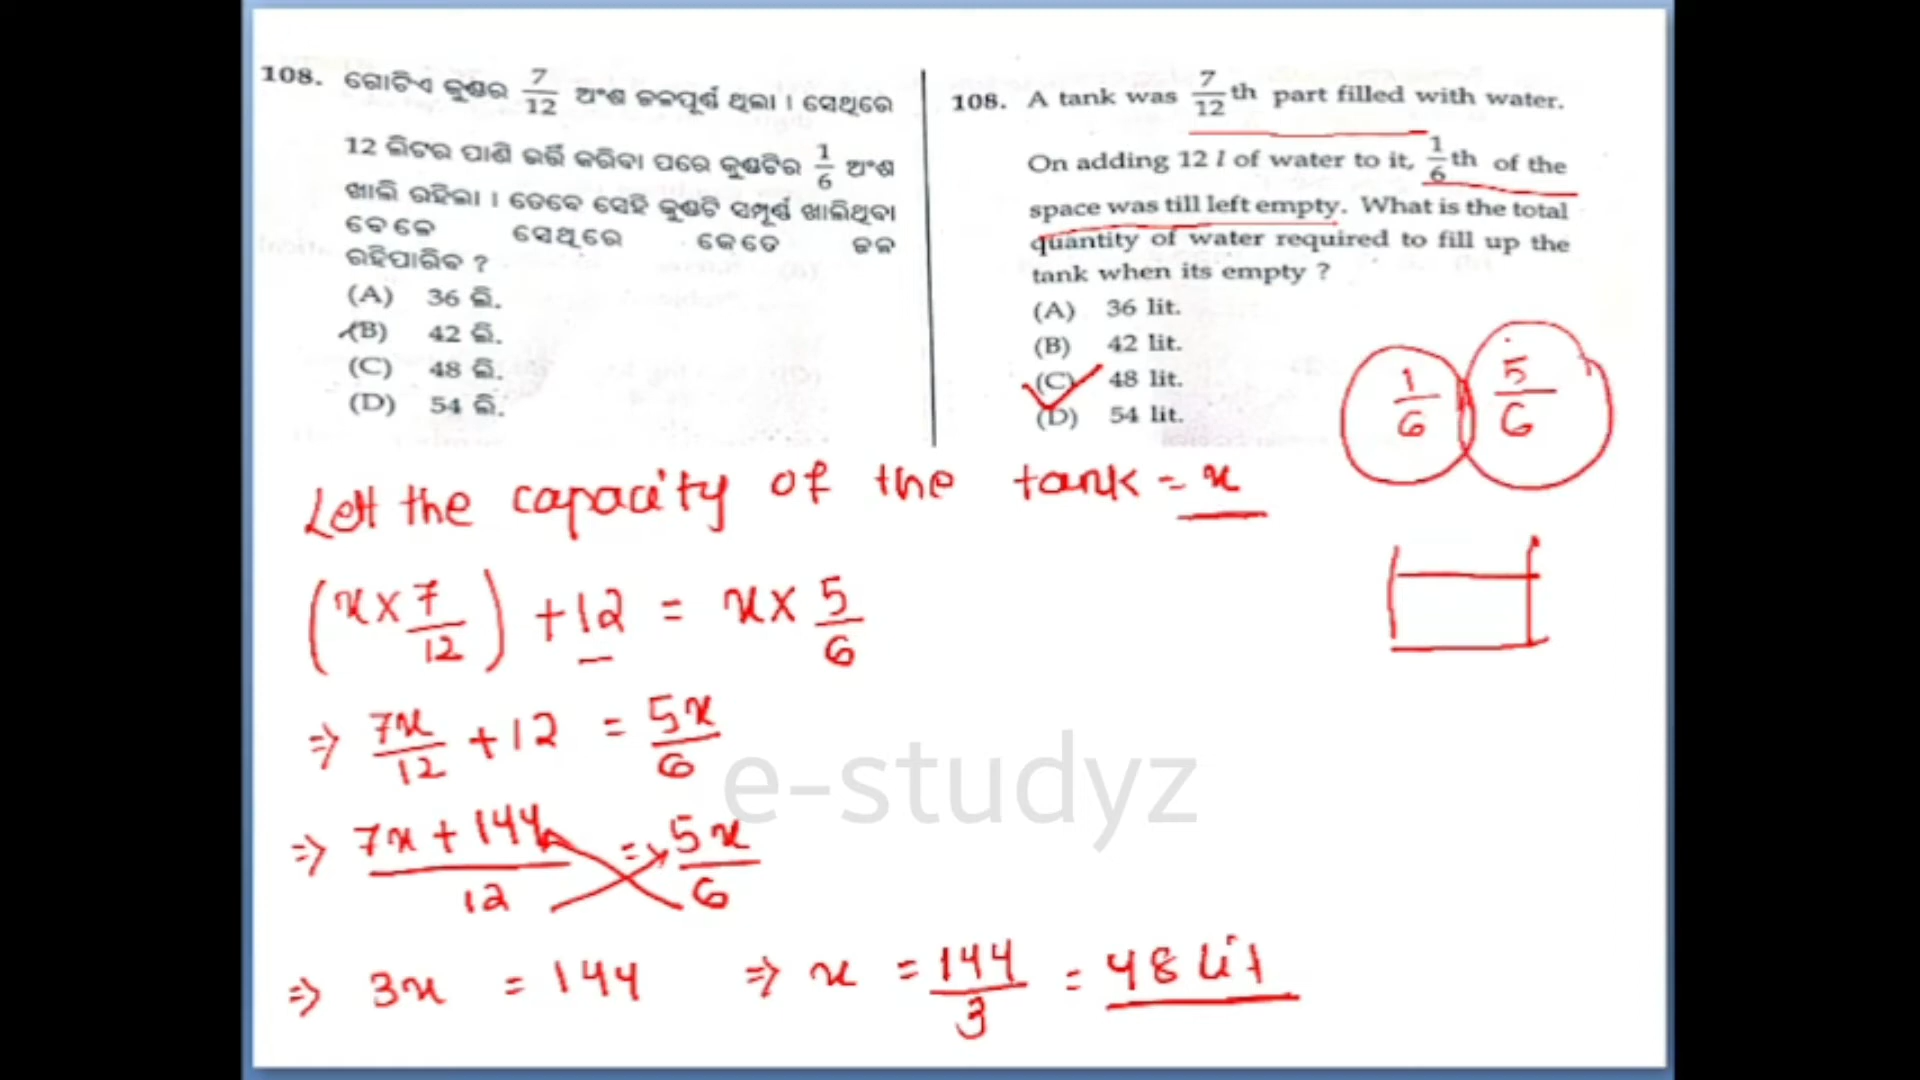 108. ଗୋଟିଏ କୁଣ୍ଡର 7/12 ଅଂଶ ଜଳପୂର୍ଣ ଥିଲା । ସେଥିରେ
12 ଲିଟର ପାଣି ଭର୍ତ୍ତି କରିବା ପରେ କୁଣ୍ଡଟିର 1/6 ଅଂଶ
ଖାଲି ରହିଲା । ତେବେ ସେହି କୁଣ୍ଡଟି ସମ୍ପୂର୍ଣ ଖାଲିଥିବା
ବେଳେ ସେଥିରେ କେତେ ଜଳ
ରହିପାରିବ ?
(A) 36 ଲି.
(B) 42 ଲି.
(C) 48 ଲି.
(D) 54 ଲି.
108. A tank was 7/12 th part filled with water.
On adding 12 l of water to it, 1/6 th of the
space was till left empty. What is the total
quantity of water required to fill up the
tank when its empty ?
(A) 36 lit.
(B) 42 lit.
(C) 48 lit.
(D) 54 lit.
1/6 5/6
Lett the capacity of the tank = x
(x × 7/12) + 12 = x × 5/6
⇒ 7x/12 + 12 = 5x/6
⇒ 7x + 144/12 = 5x/6
⇒ 3x = 144 ⇒ x = 144/3 = 48 lit
e-studyz